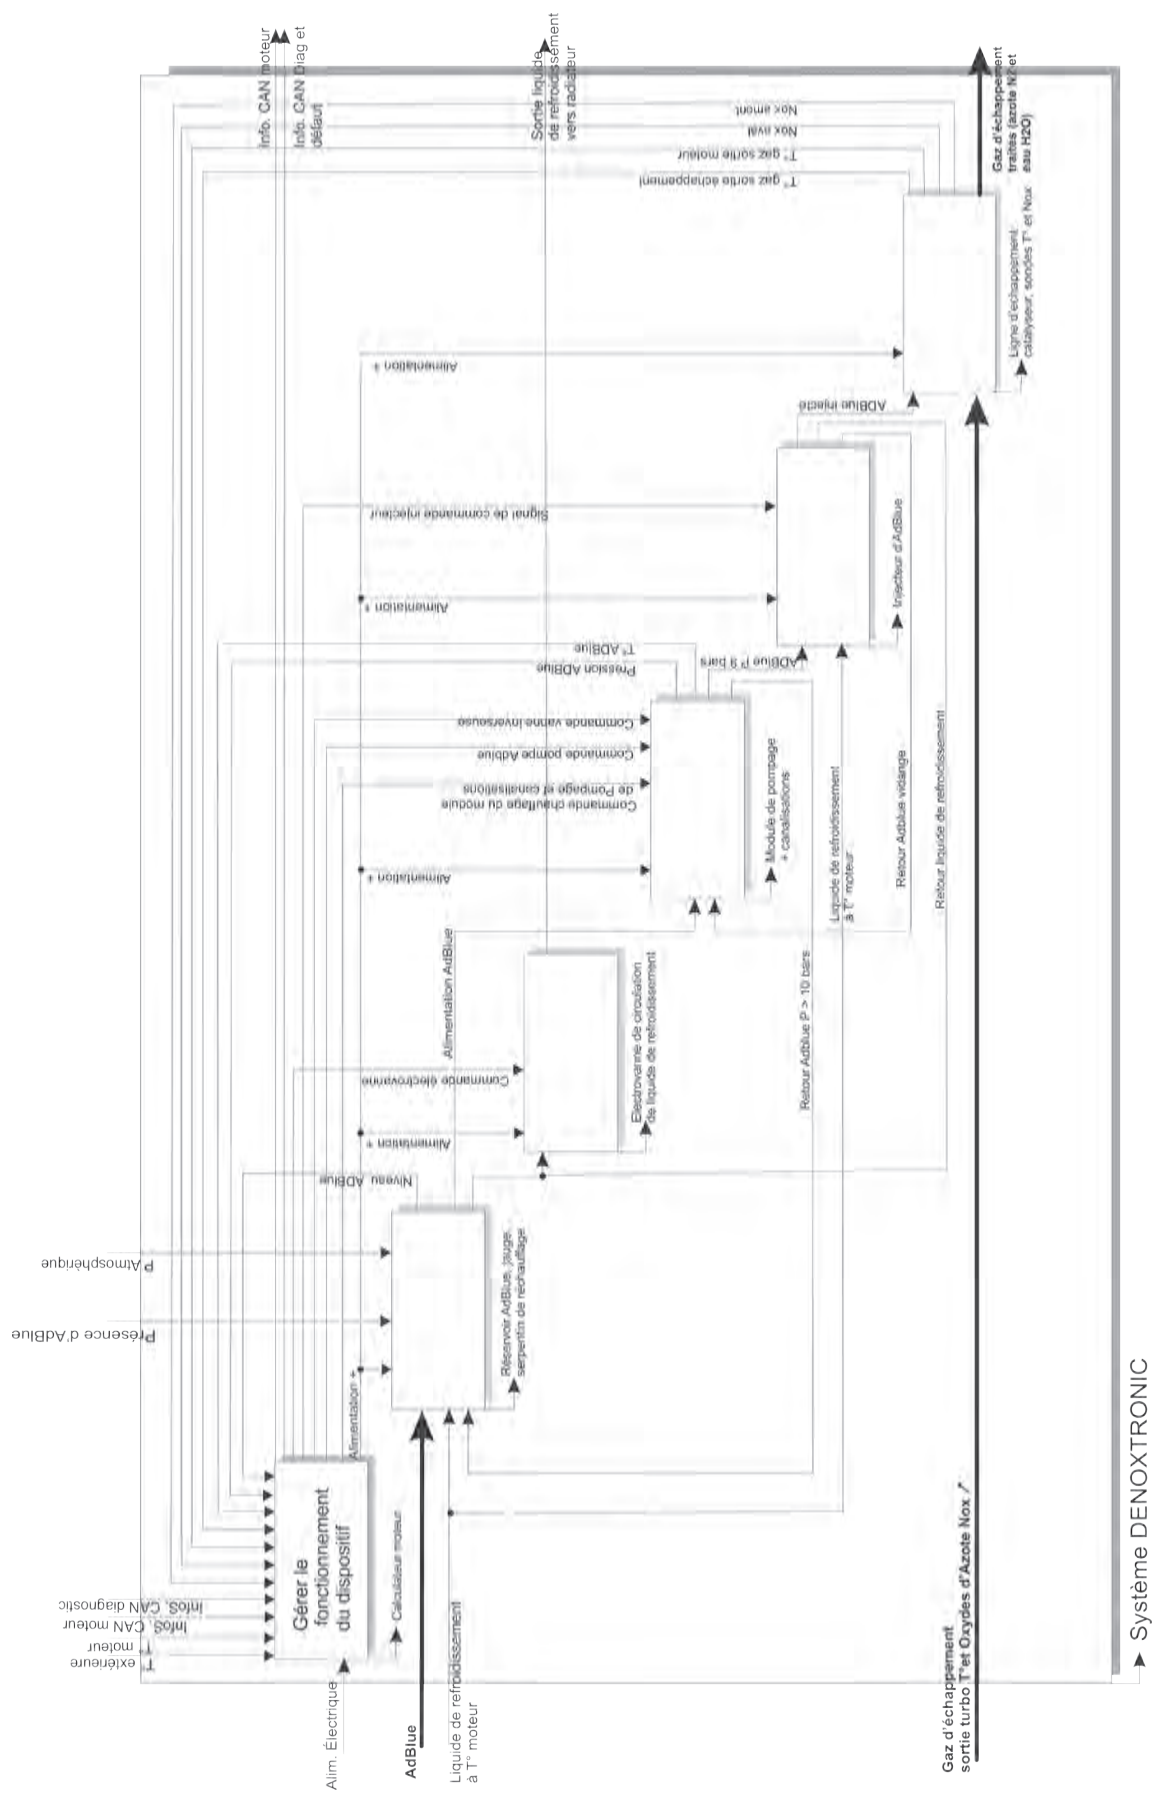 Info. CAN moteur
Info. CAN Diag et
défaut
Sortie liquide
de refroidissement
vers radiateur
Nox amont
Nox aval
T° gaz sortie moteur
T° gaz sortie échappement
Gaz d'échappement
traités (azote N2 et
eau H2O)
Ligne d'échappement:
catalyseur, sondes T° et Nox
Alimentation +
ADBlue injecté
Signal de commande injecteur
Alimentation +
Injecteur d'AdBlue
T° ADBlue
Pression ADBlue
ADBlue P 9 bars
Commande vanne inverseuse
Commande pompe Adblue
Commande chauffage du module
de Pompage et canalisations
Alimentation +
Module de pompage
+ canalisations
Liquide de refroidissement
à T° moteur
Retour Adblue vidange
Retour liquide de refroidissement
Alimentation AdBlue
Commande électrovanne
Alimentation +
Electrovanne de circulation
de liquide de refroidissement
Retour Adblue P > 10 bars
Niveau ADBlue
P Atmosphérique
Présence d'AdBlue
Alimentation +
Réservoir AdBlue, jauge,
serpentin de réchauffage
Gérer le
fonctionnement
du dispositif
InfoS. CAN diagnostic
InfoS. CAN moteur
T° moteur
T° extérieure
Calculateur moteur
Alim. Électrique
AdBlue
Liquide de refroidissement
à T° moteur
Gaz d'échappement
sortie turbo T°et Oxydes d'Azote Nox ↗
Système DENOXTRONIC